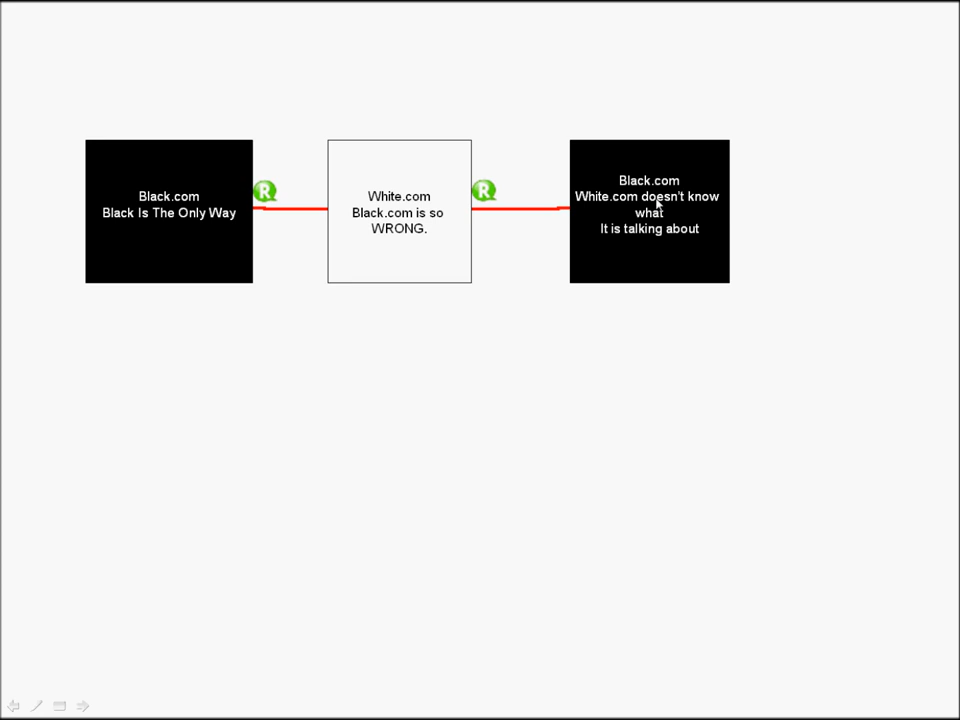 Black.com
Black Is The Only Way
R
White.com
Black.com is so
WRONG.
R
Black.com
White.com doesn't know
what
It is talking about